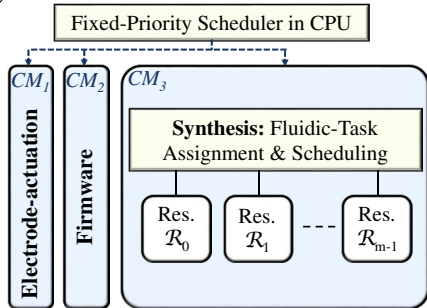 Fixed-Priority Scheduler in CPU
CM₁
Electrode-actuation
CM₂
Firmware
CM₃
Synthesis: Fluidic-Task
Assignment & Scheduling
Res.
ℛ₀
Res.
ℛ₁
Res.
ℛₘ₋₁